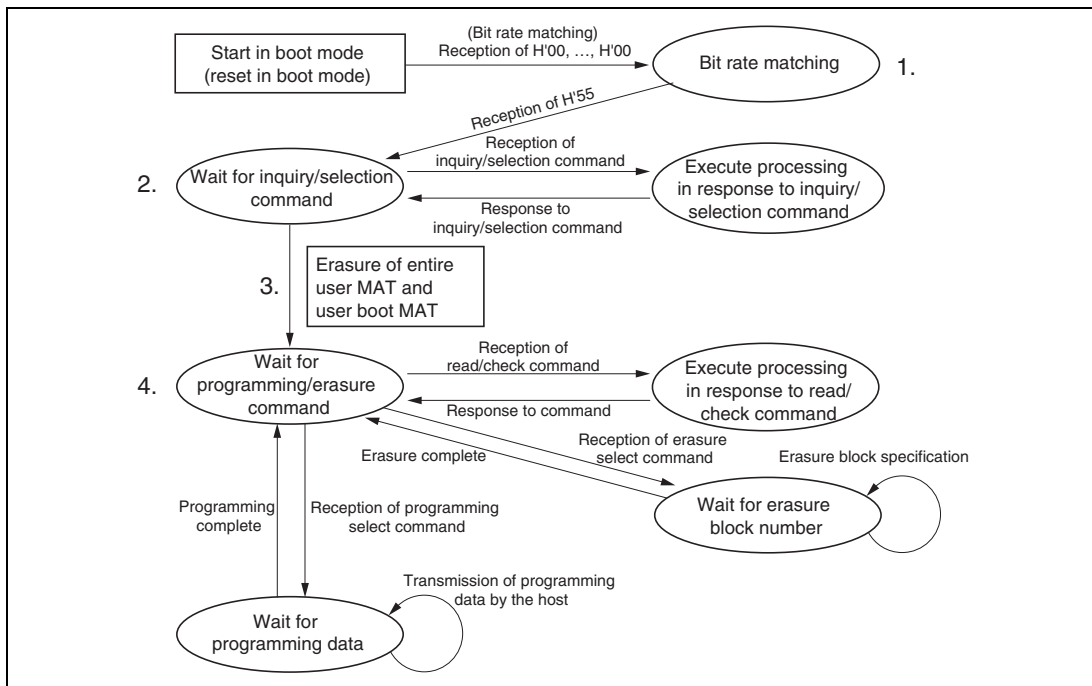 Start in boot mode
(reset in boot mode)
(Bit rate matching)
Reception of H'00, …, H'00
Bit rate matching
1.
Reception of H'55
2.
Wait for inquiry/selection
command
Reception of
inquiry/selection command
Response to
inquiry/selection command
Execute processing
in response to inquiry/
selection command
3.
Erasure of entire
user MAT and
user boot MAT
4.
Wait for
programming/erasure
command
Reception of
read/check command
Response to command
Execute processing
in response to read/
check command
Reception of erasure
select command
Erasure complete
Erasure block specification
Wait for erasure
block number
Programming
complete
Reception of programming
select command
Transmission of programming
data by the host
Wait for
programming data